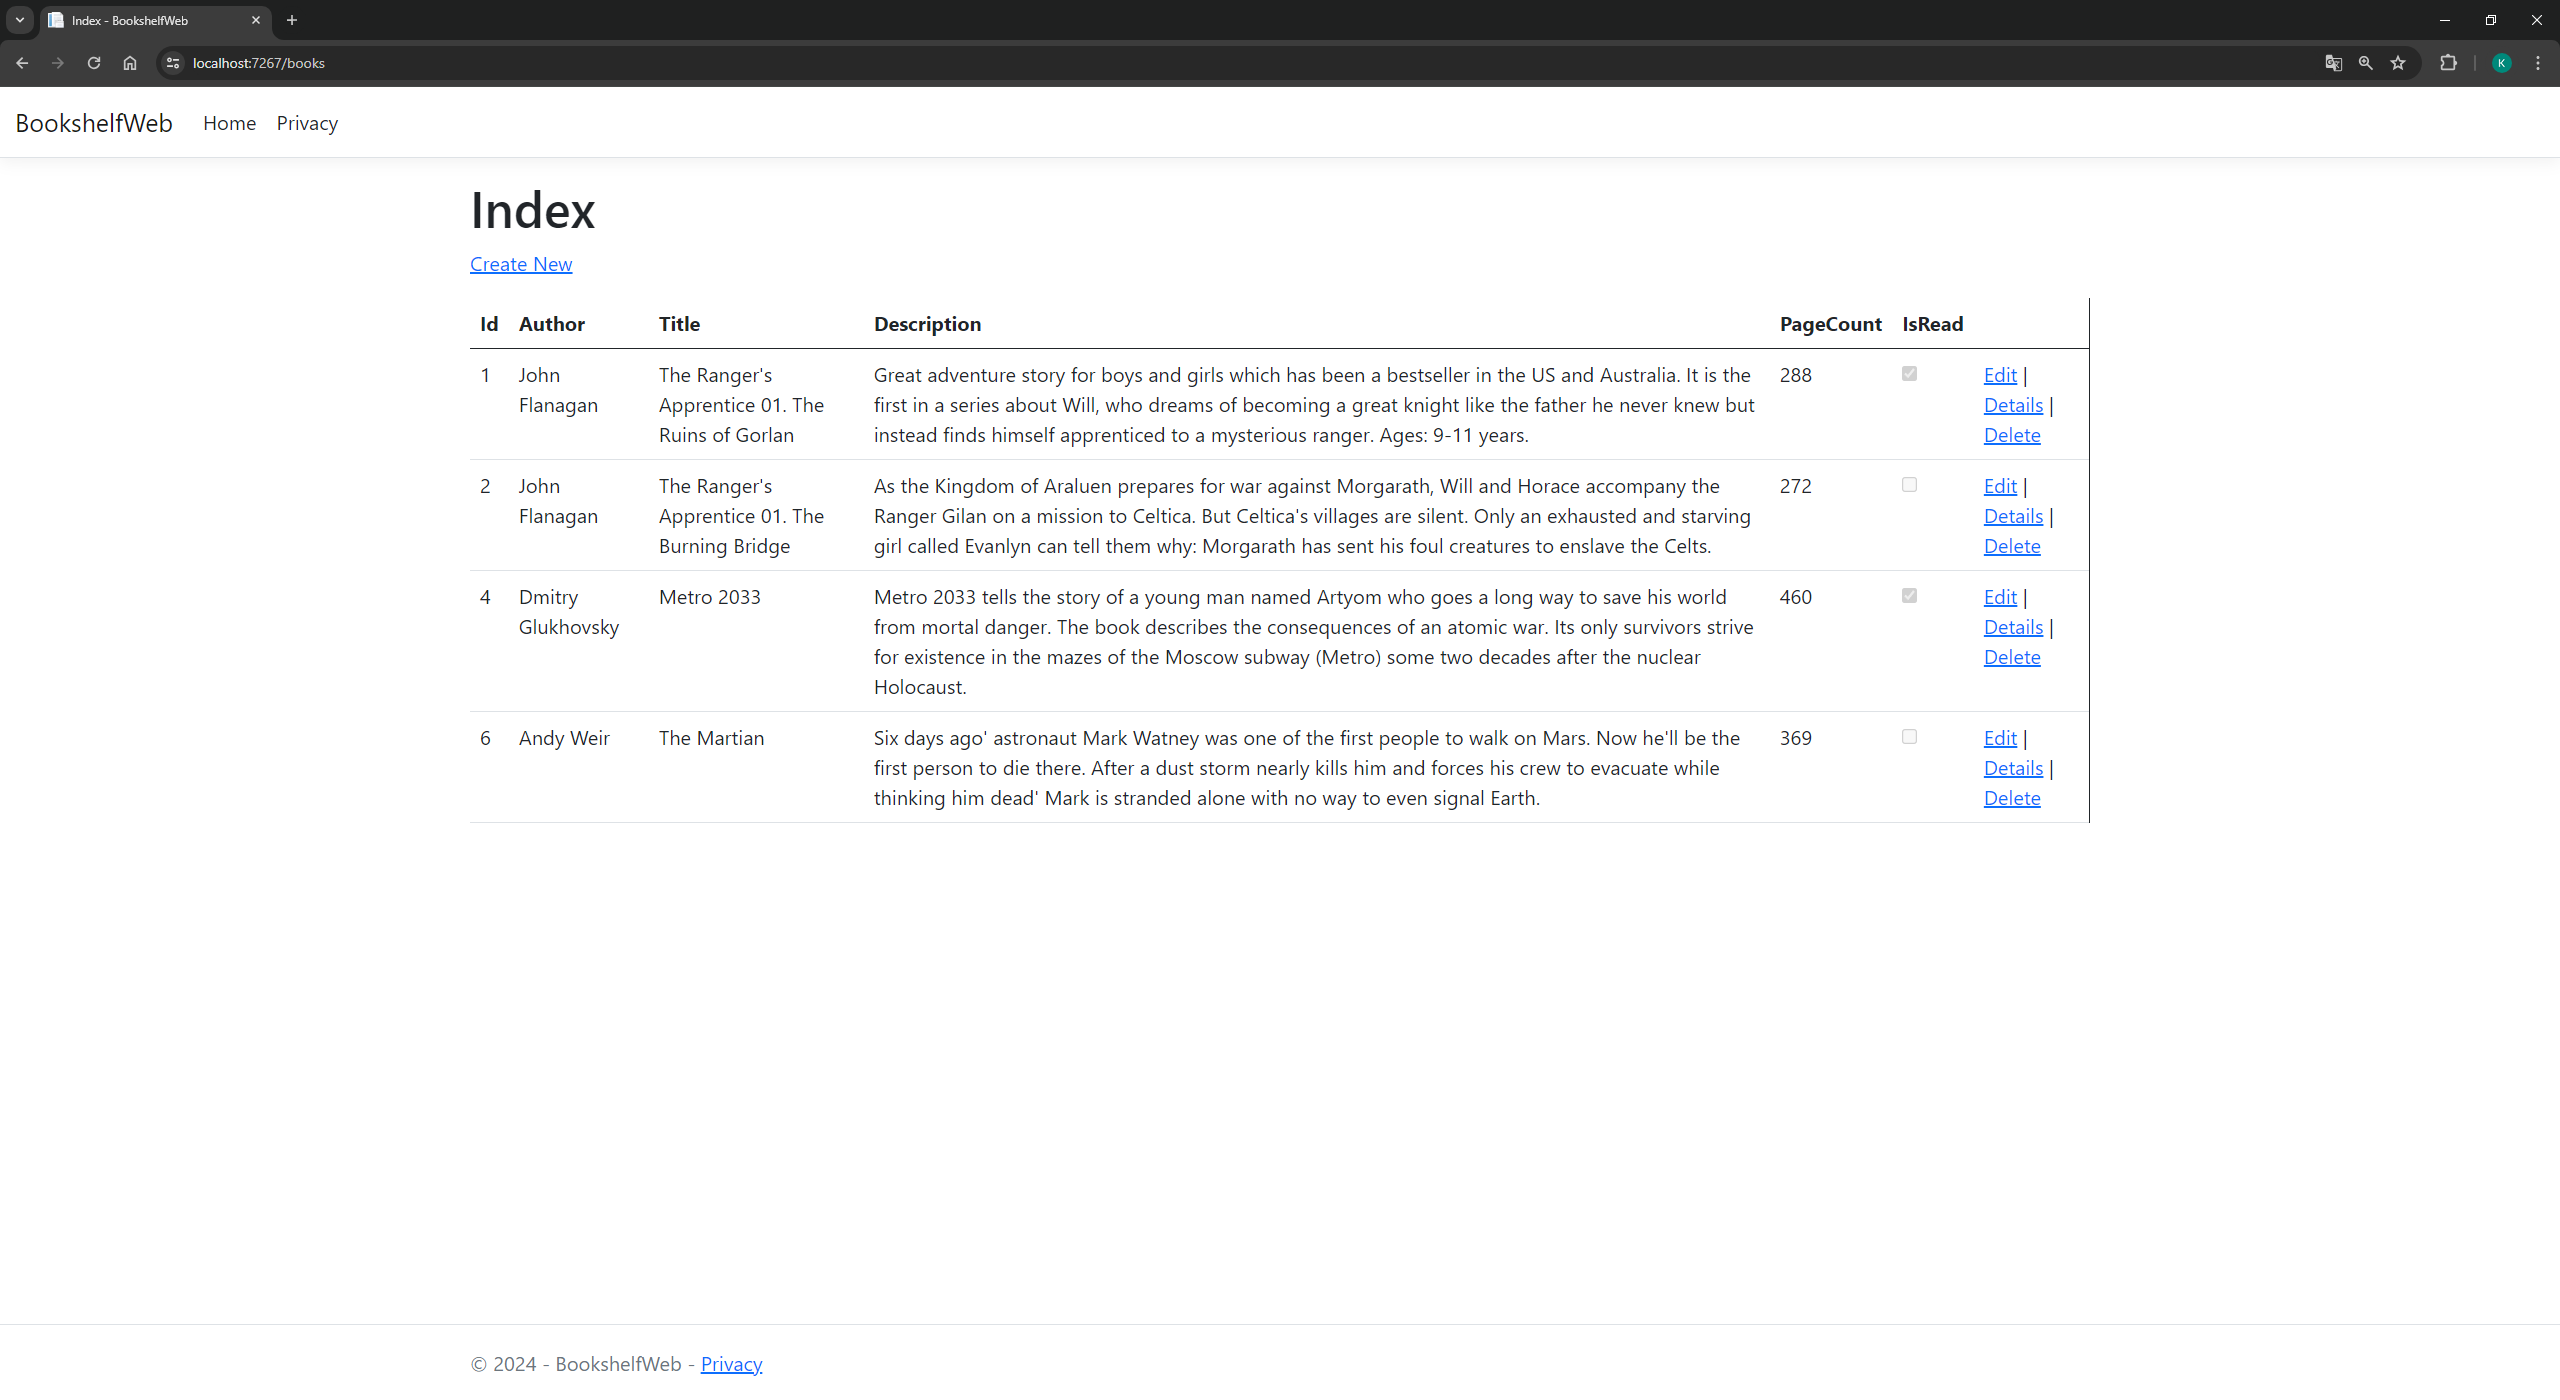 Index - BookshelfWeb
localhost:7267/books
K
BookshelfWeb Home Privacy
Index
Create New
Id Author Title Description PageCount IsRead
1 John The Ranger's Great adventure story for boys and girls which has been a bestseller in the US and Australia. It is the 288 Edit |
Flanagan Apprentice 01. The first in a series about Will, who dreams of becoming a great knight like the father he never knew but Details |
Ruins of Gorlan instead finds himself apprenticed to a mysterious ranger. Ages: 9-11 years. Delete
2 John The Ranger's As the Kingdom of Araluen prepares for war against Morgarath, Will and Horace accompany the 272 Edit |
Flanagan Apprentice 01. The Ranger Gilan on a mission to Celtica. But Celtica's villages are silent. Only an exhausted and starving Details |
Burning Bridge girl called Evanlyn can tell them why: Morgarath has sent his foul creatures to enslave the Celts. Delete
4 Dmitry Metro 2033 Metro 2033 tells the story of a young man named Artyom who goes a long way to save his world 460 Edit |
Glukhovsky from mortal danger. The book describes the consequences of an atomic war. Its only survivors strive Details |
for existence in the mazes of the Moscow subway (Metro) some two decades after the nuclear Delete
Holocaust.
6 Andy Weir The Martian Six days ago' astronaut Mark Watney was one of the first people to walk on Mars. Now he'll be the 369 Edit |
first person to die there. After a dust storm nearly kills him and forces his crew to evacuate while Details |
thinking him dead' Mark is stranded alone with no way to even signal Earth. Delete
© 2024 - BookshelfWeb - Privacy